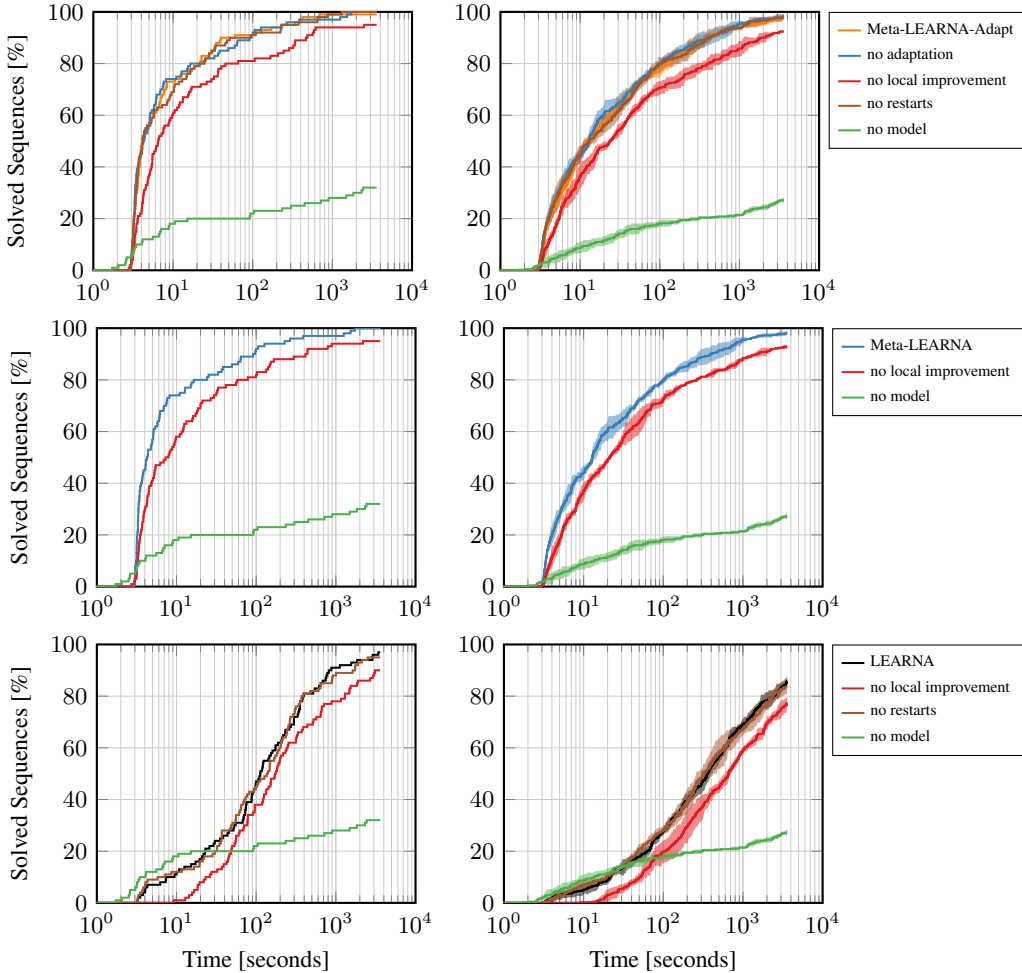 Solved Sequences [%]
100
80
60
40
20
0
10^0 10^1 10^2 10^3 10^4
100
80
60
40
20
0
10^0 10^1 10^2 10^3 10^4
Meta-LEARNA-Adapt
no adaptation
no local improvement
no restarts
no model
Solved Sequences [%]
100
80
60
40
20
0
10^0 10^1 10^2 10^3 10^4
100
80
60
40
20
0
10^0 10^1 10^2 10^3 10^4
Meta-LEARNA
no local improvement
no model
Solved Sequences [%]
100
80
60
40
20
0
10^0 10^1 10^2 10^3 10^4
Time [seconds]
100
80
60
40
20
0
10^0 10^1 10^2 10^3 10^4
Time [seconds]
LEARNA
no local improvement
no restarts
no model